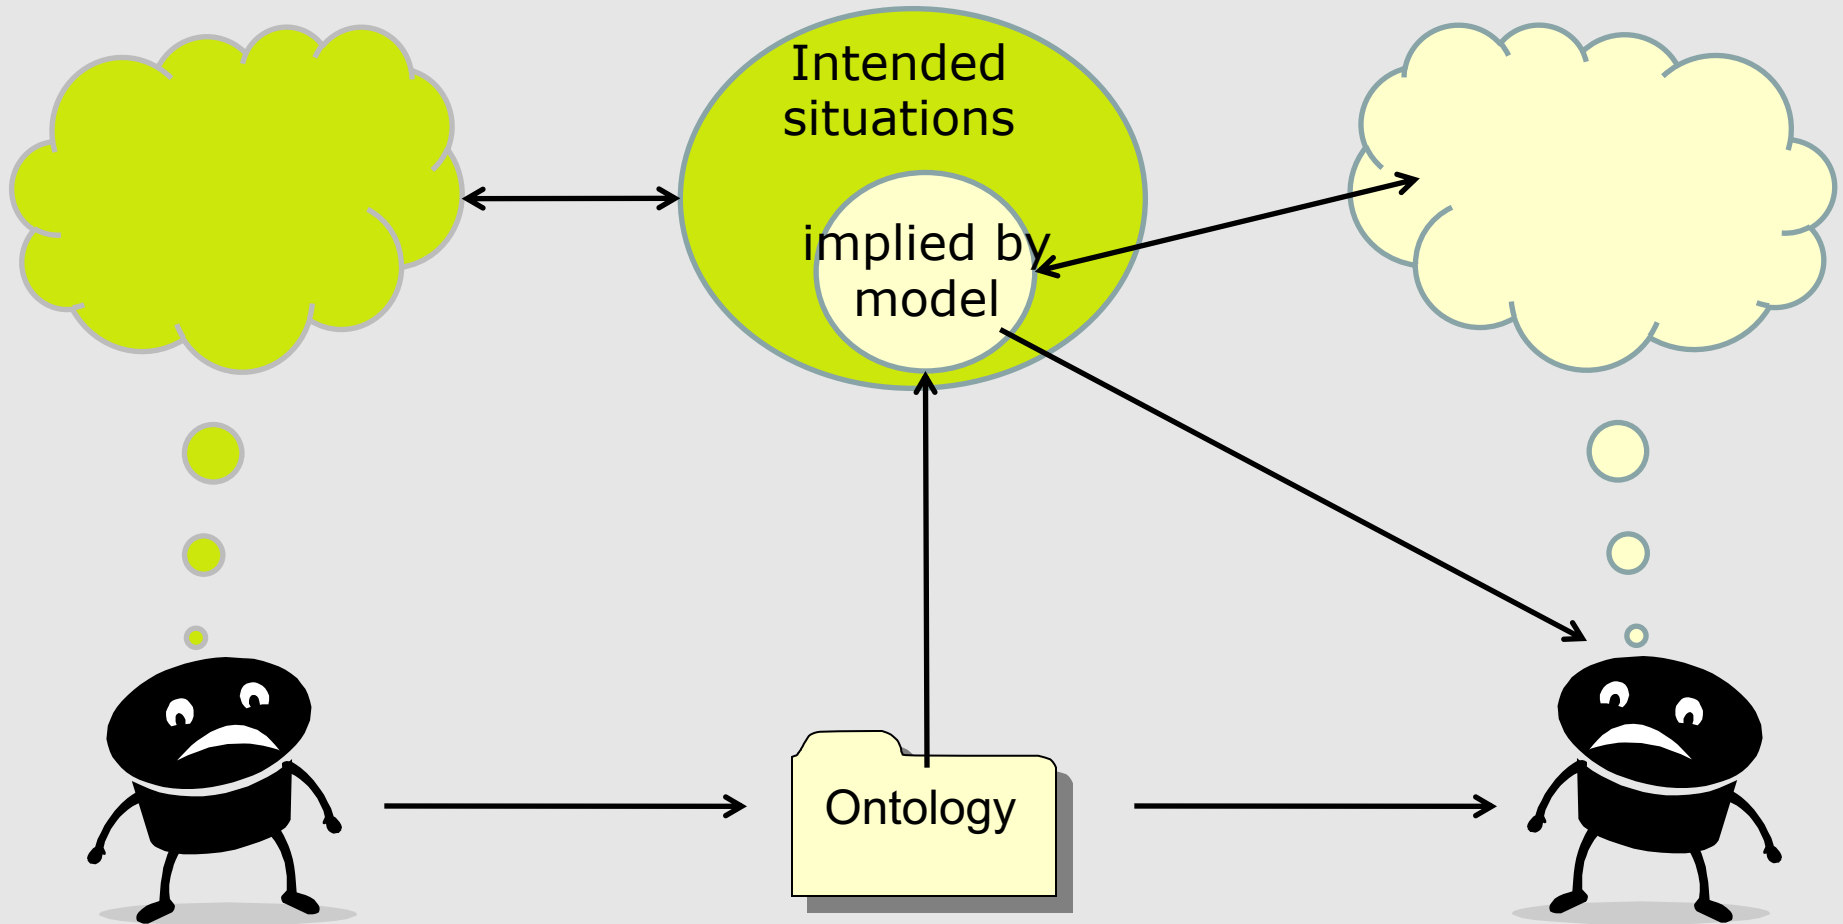 Intended
situations
implied by
model
Ontology